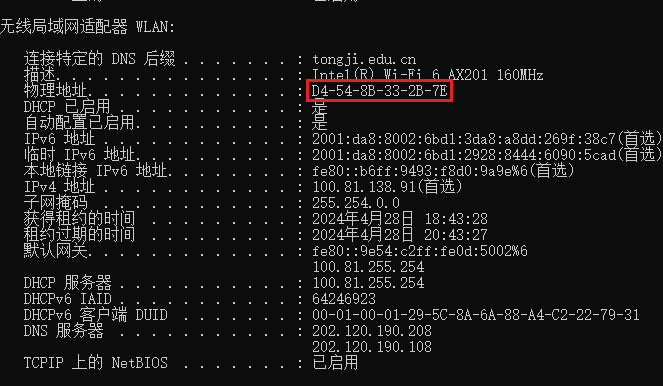 无线局域网适配器 WLAN:
连接特定的 DNS 后缀 . . . . . . . : tongji.edu.cn
描述. . . . . . . . . . . . . . . : Intel(R) Wi-Fi 6 AX201 160MHz
物理地址. . . . . . . . . . . . . : D4-54-8B-33-2B-7E
DHCP 已启用 . . . . . . . . . . . : 是
自动配置已启用. . . . . . . . . . : 是
IPv6 地址 . . . . . . . . . . . . : 2001:da8:8002:6bd1:3da8:a8dd:269f:38c7(首选)
临时 IPv6 地址. . . . . . . . . . : 2001:da8:8002:6bd1:2928:8444:6090:5cad(首选)
本地链接 IPv6 地址. . . . . . . . : fe80::b6ff:9493:f8d0:9a9e%6(首选)
IPv4 地址 . . . . . . . . . . . . : 100.81.138.91(首选)
子网掩码 . . . . . . . . . . . . : 255.254.0.0
获得租约的时间 . . . . . . . . . : 2024年4月28日 18:43:28
租约过期的时间 . . . . . . . . . : 2024年4月28日 20:43:27
默认网关. . . . . . . . . . . . . : fe80::9e54:c2ff:fe0d:5002%6
100.81.255.254
DHCP 服务器 . . . . . . . . . . . : 100.81.255.254
DHCPv6 IAID . . . . . . . . . . . : 64246923
DHCPv6 客户端 DUID . . . . . . . : 00-01-00-01-29-5C-8A-6A-88-A4-C2-22-79-31
DNS 服务器 . . . . . . . . . . . : 202.120.190.208
202.120.190.108
TCPIP 上的 NetBIOS . . . . . . . : 已启用